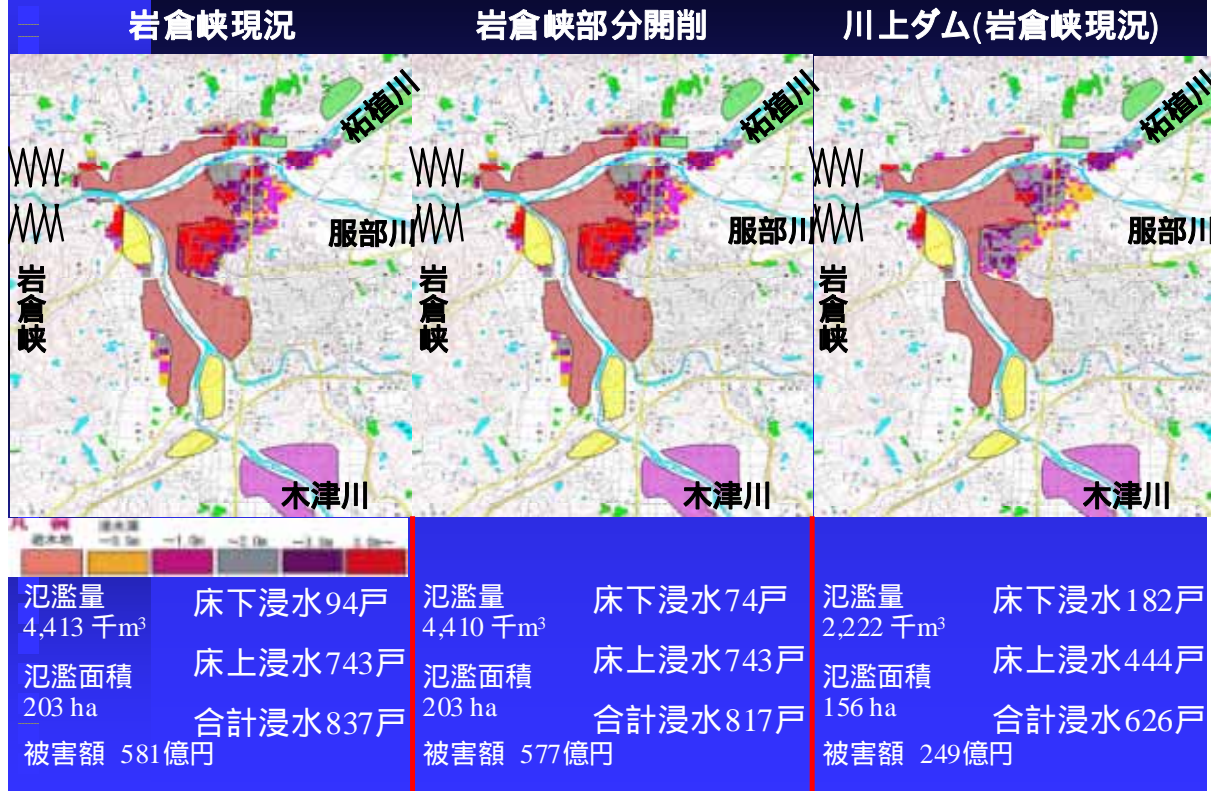 岩倉峡現況
岩倉峡部分開削
川上ダム(岩倉峡現況)
柘植川
服部川
岩倉峡
木津川
柘植川
服部川
岩倉峡
木津川
柘植川
服部川
岩倉峡
木津川
氾濫量
4,413 千m³
氾濫面積
203 ha
床下浸水94戸
床上浸水743戸
合計浸水837戸
被害額 581億円
氾濫量
4,410 千m³
氾濫面積
203 ha
床下浸水74戸
床上浸水743戸
合計浸水817戸
被害額 577億円
氾濫量
2,222 千m³
氾濫面積
156 ha
床下浸水182戸
床上浸水444戸
合計浸水626戸
被害額 249億円